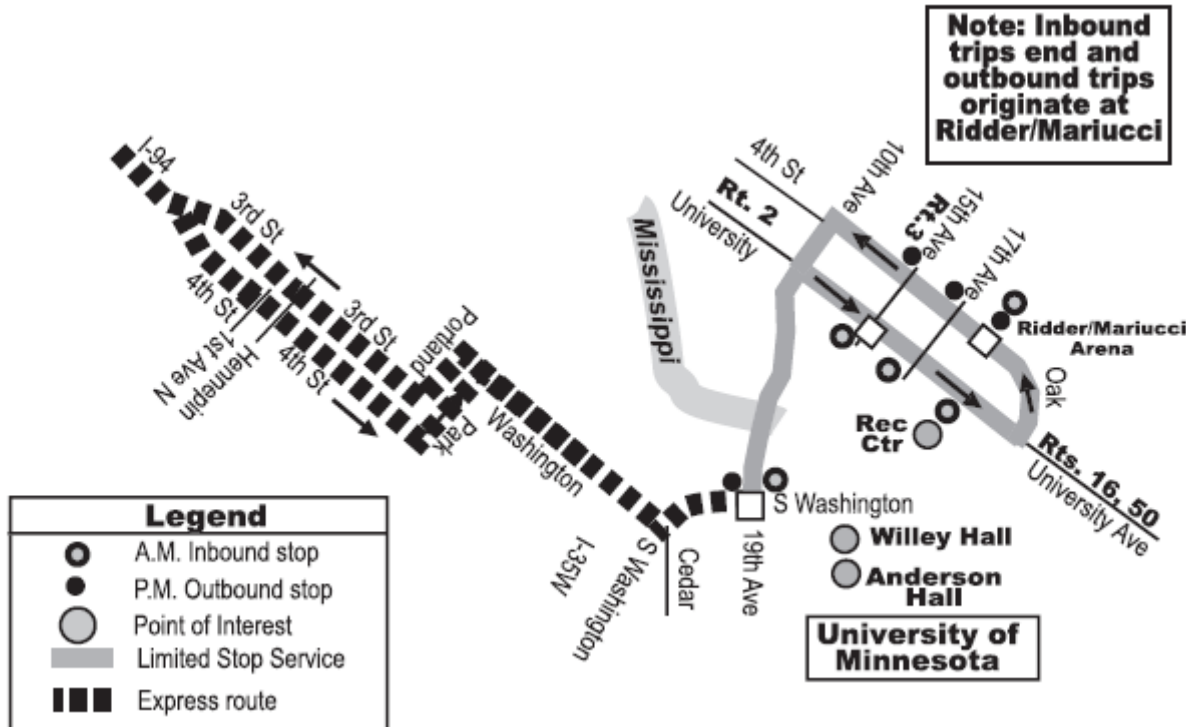 Note: Inbound
trips end and
outbound trips
originate at
Ridder/Mariucci
I-94
3rd St
4th St
1st Ave N
Hennepin
4th St
3rd St
Portland
Park
Washington
I-35W
S Washington
Cedar
19th Ave
S Washington
Mississippi
University
Rt. 2
4th St
10th Ave
15th Ave
Rt.3
17th Ave
Ridder/Mariucci
Arena
Oak
Rec
Ctr
Rts. 16, 50
University Ave
Willey Hall
Anderson
Hall
University of
Minnesota
Legend
A.M. Inbound stop
P.M. Outbound stop
Point of Interest
Limited Stop Service
Express route